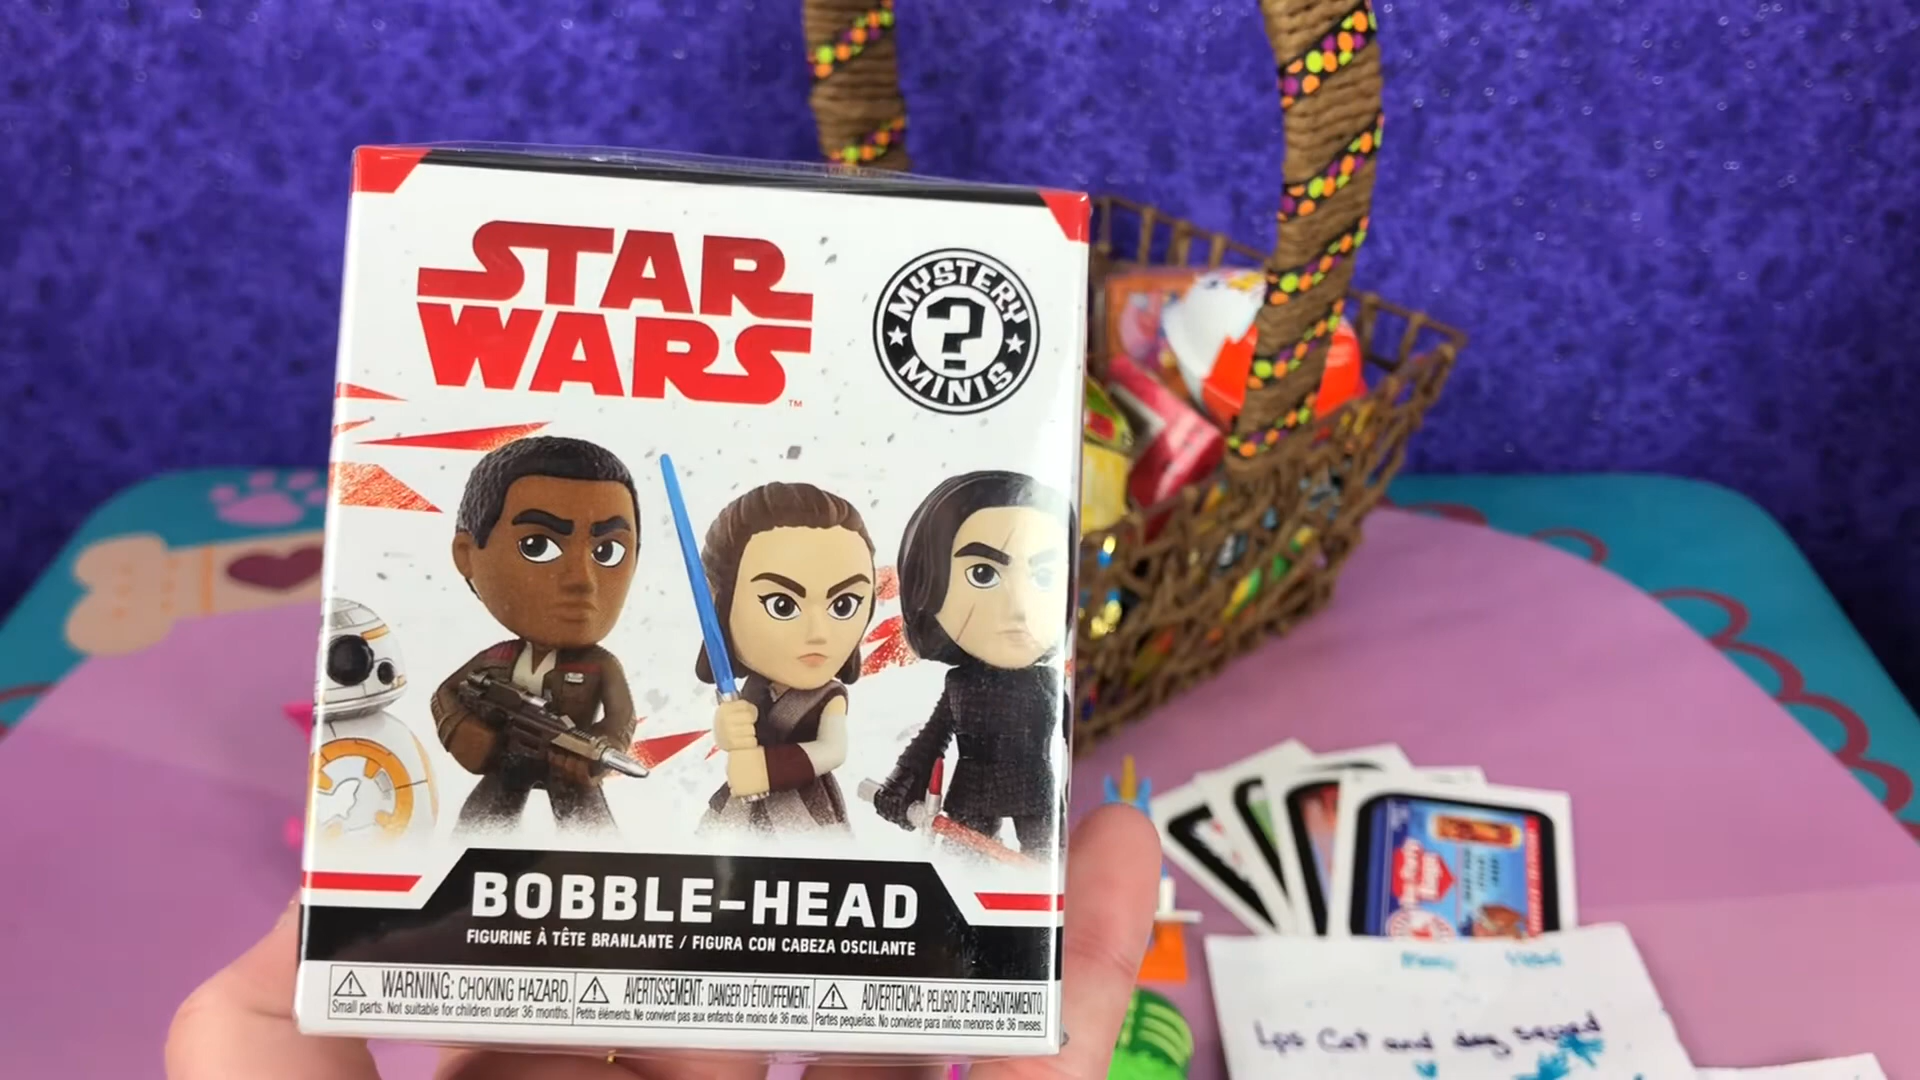 STAR
WARS
™
MYSTERY
?
MINIS
BOBBLE-HEAD
FIGURINE À TÊTE BRANLANTE / FIGURA CON CABEZA OSCILANTE
WARNING: CHOKING HAZARD.
Small parts. Not suitable for children under 36 months.
AVERTISSEMENT: DANGER D'ÉTOUFFEMENT.
Petits éléments. Ne convient pas aux enfants de moins de 36 mois.
ADVERTENCIA: PELIGRO DE ATRAGANTAMIENTO.
Partes pequeñas. No conviene para niños menores de 36 meses.
Lps Cat and dog squad